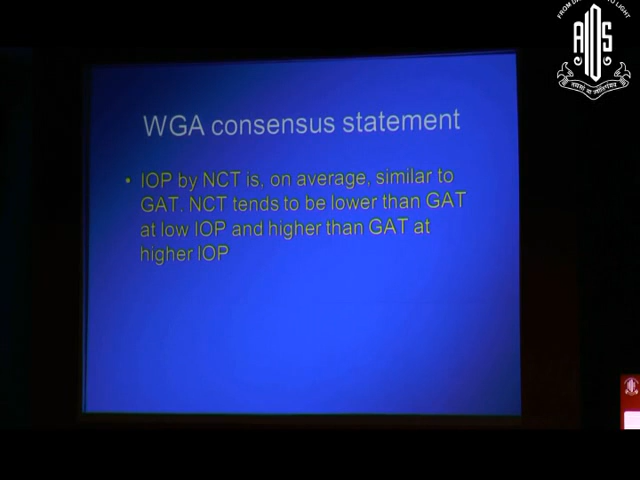 AIOS
WGA consensus statement
• IOP by NCT is, on average, similar to
GAT. NCT tends to be lower than GAT
at low IOP and higher than GAT at
higher IOP